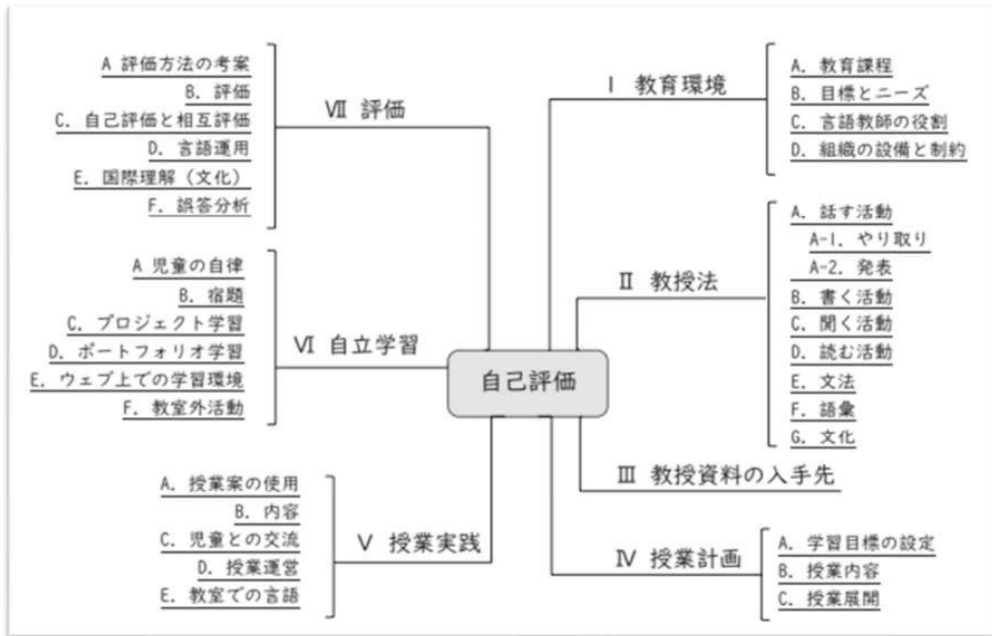 Ⅰ 教育環境
A. 教育課程
B. 目標とニーズ
C. 言語教師の役割
D. 組織の設備と制約
Ⅱ 教授法
A. 話す活動
A-1. やり取り
A-2. 発表
B. 書く活動
C. 聞く活動
D. 読む活動
E. 文法
F. 語彙
G. 文化
Ⅲ 教授資料の入手先
Ⅳ 授業計画
A. 学習目標の設定
B. 授業内容
C. 授業展開
Ⅴ 授業実践
A. 授業案の使用
B. 内容
C. 児童との交流
D. 授業運営
E. 教室での言語
Ⅵ 自立学習
A 児童の自律
B. 宿題
C. プロジェクト学習
D. ポートフォリオ学習
E. ウェブ上での学習環境
F. 教室外活動
Ⅶ 評価
A 評価方法の考案
B. 評価
C. 自己評価と相互評価
D. 言語運用
E. 国際理解（文化）
F. 誤答分析
自己評価